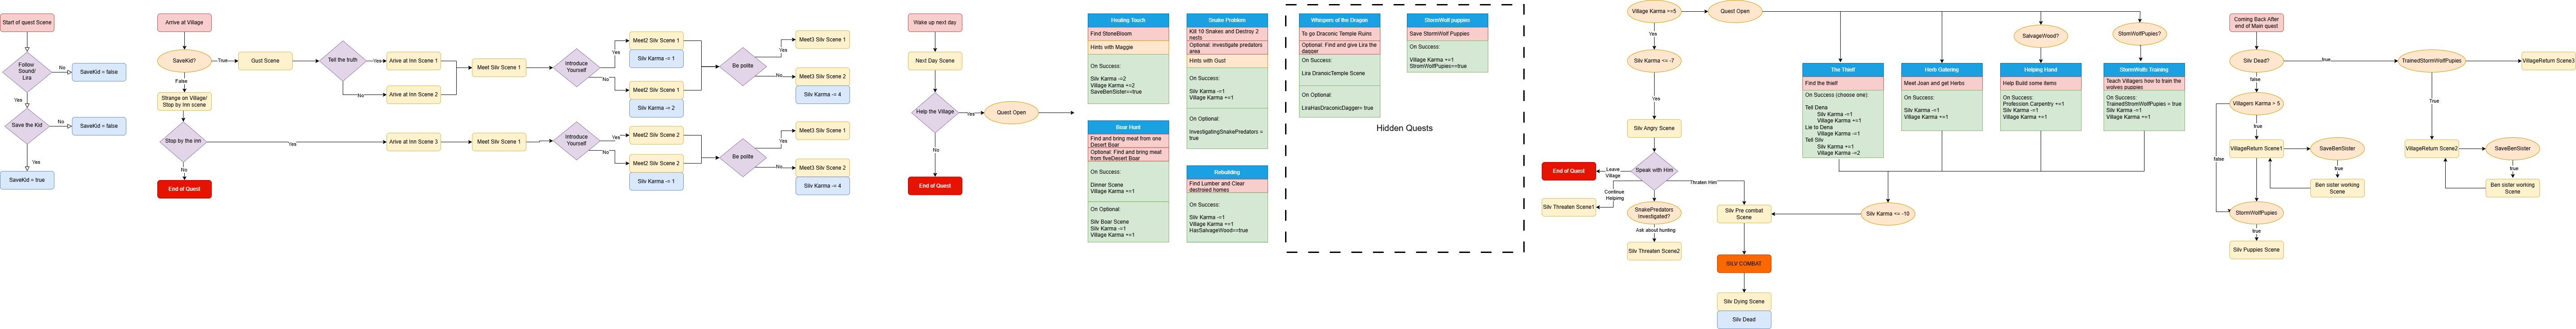 Start of quest Scene
Follow
Sound/
Lira
No
SaveKid = false
Yes
Save the Kid
No
SaveKid = false
Yes
SaveKid = true
Arrive at Village
SaveKid?
True
Gust Scene
Tell the truth
Yes
Arive at Inn Scene 1
No
Arive at Inn Scene 2
Meet Silv Scene 1
Introduce
Yourself
Yes
Meet2 Silv Scene 1
Silv Karma -= 1
No
Meet2 Silv Scene 1
Silv Karma -= 2
Be polite
Yes
Meet3 Silv Scene 1
No
Meet3 Silv Scene 2
Silv Karma -= 4
False
Strange on Village/
Stop by Inn scene
Stop by the inn
Yes
Arive at Inn Scene 3
Meet Silv Scene 1
Introduce
Yourself
Yes
Meet2 Silv Scene 2
No
Meet2 Silv Scene 2
Silv Karma -= 1
Be polite
Yes
Meet3 Silv Scene 1
No
Meet3 Silv Scene 2
Silv Karma -= 4
No
End of Quest
Wake up next day
Next Day Scene
Help the Village
Yes
Quest Open
No
End of Quest
Healing Touch
Find StoneBloom
Hints with Maggie
On Success:
Silv Karma -=2
Village Karma +=2
SaveBenSister==true
Snake Problem
Kill 10 Snakes and Destroy 2
nests
Optional: investigate predators
area
Hints with Gust
On Success:
Silv Karma -=1
Village Karma +=1
On Optional:
InvestigatingSnakePredators =
true
Boar Hunt
Find and bring meat from one
Desert Boar
Optional: Find and bring meat
from fiveDesert Boar
On Success:
Dinner Scene
Village Karma +=1
On Optional:
Silv Boar Scene
Silv Karma -=1
Village Karma +=1
Rebuilding
Find Lumber and Clear
destroied homes
On Success:
Silv Karma -=1
Village Karma +=1
HasSalvageWood==true
Whispers of the Dragon
To go Draconic Temple Ruins
Optional: Find and give Lira the
dagger
On Success:
Lira DranonicTemple Scene
On Optional:
LiraHasDraconicDagger= true
StormWolf puppies
Save StormWolf Puppies
On Success:
Village Karma +=1
StromWolfPupies==true
Hidden Quests
Village Karma >=5
Quest Open
Yes
Silv Karma <= -7
Yes
Silv Angry Scene
Speak with Him
Leave
Village
End of Quest
Continue
Helping
Silv Threaten Scene1
SnakePredators
Investigated?
Ask about hunting
Silv Threaten Scene2
Thraten Him
Silv Pre combat
Scene
SILV COMBAT
Silv Dying Scene
Silv Dead
Silv Karma <= -10
SalvageWood?
StomWolfPupies?
The Thielf
Find the thielf
On Success (choose one):
Tell Dena
Silv Karma -=1
Village Karma +=1
Lie to Dena
Village Karma -=1
Tell Silv
Silv Karma +=1
Village Karma -=2
Herb Gatering
Meet Joan and get Herbs
On Success:
Silv Karma -=1
Village Karma +=1
Helping Hand
Help Build some items
On Success:
Profession.Carpentry +=1
Silv Karma -=1
Village Karma +=1
StormWolfs Training
Teach Villagers how to train the
wolves puppies
On Success:
TrainedStromWolfPupies = true
Silv Karma -=1
Village Karma +=1
Coming Back After
end of Main quest
Silv Dead?
true
TrainedStormWolfPupies
VillageReturn Scene3
false
Villagers Karma > 5
true
false
VillageReturn Scene1
SaveBenSister
true
Ben sister working
Scene
StormWolfPupies
true
Silv Puppies Scene
True
VillageReturn Scene2
SaveBenSister
true
Ben sister working
Scene